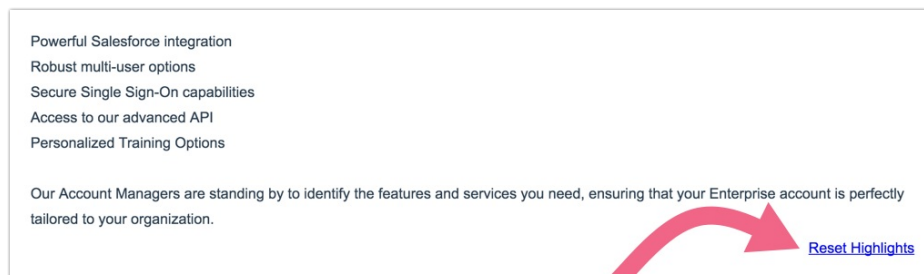 Powerful Salesforce integration
Robust multi-user options
Secure Single Sign-On capabilities
Access to our advanced API
Personalized Training Options
Our Account Managers are standing by to identify the features and services you need, ensuring that your Enterprise account is perfectly
tailored to your organization.
Reset Highlights